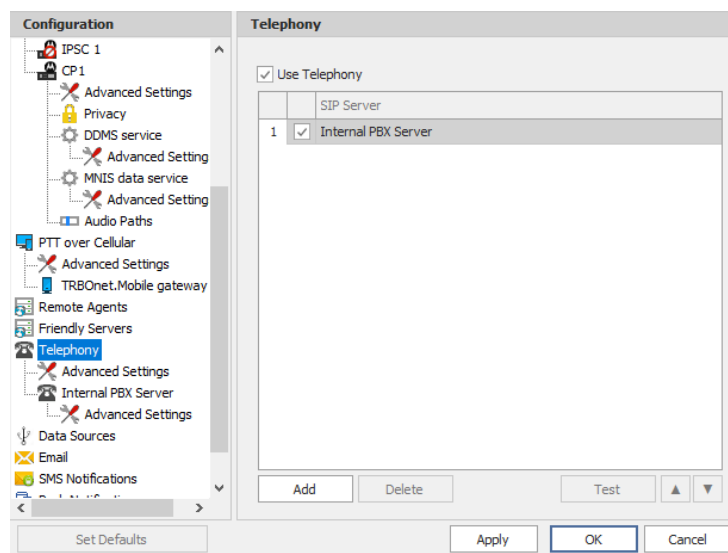 Configuration
IPSC 1
CP1
Advanced Settings
Privacy
DDMS service
Advanced Setting
MNIS data service
Advanced Setting
Audio Paths
PTT over Cellular
Advanced Settings
TRBOnet.Mobile gateway
Remote Agents
Friendly Servers
Telephony
Advanced Settings
Internal PBX Server
Advanced Settings
Data Sources
Email
SMS Notifications
Set Defaults
Telephony
Use Telephony
SIP Server
1 Internal PBX Server
Add Delete Test
Apply OK Cancel